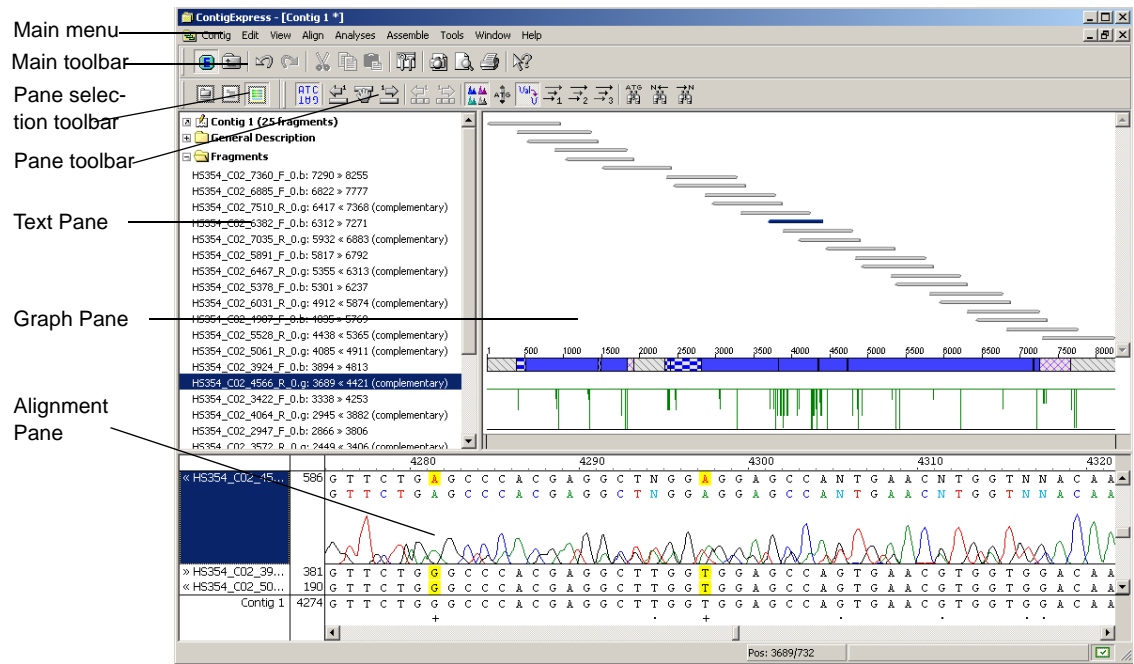 ContigExpress - [Contig 1 *]
Main menu
Contig Edit View Align Analyses Assemble Tools Window Help
Main toolbar
Pane selec-
tion toolbar
Pane toolbar
Text Pane
Graph Pane
Alignment
Pane
Contig 1 (25 fragments)
General Description
Fragments
HS354_C02_7360_F_0.b: 7290 » 8255
HS354_C02_6885_F_0.b: 6822 » 7777
HS354_C02_7510_R_0.g: 6417 « 7368 (complementary)
HS354_C02_6382_F_0.b: 6312 » 7271
HS354_C02_7035_R_0.g: 5932 « 6883 (complementary)
HS354_C02_5891_F_0.b: 5817 » 6792
HS354_C02_6467_R_0.g: 5355 « 6313 (complementary)
HS354_C02_5378_F_0.b: 5301 » 6237
HS354_C02_6031_R_0.g: 4912 « 5874 (complementary)
HS354_C02_4987_F_0.b: 4835 » 5769
HS354_C02_5528_R_0.g: 4438 « 5365 (complementary)
HS354_C02_5061_R_0.g: 4085 « 4911 (complementary)
HS354_C02_3924_F_0.b: 3894 » 4813
HS354_C02_4566_R_0.g: 3689 « 4421 (complementary)
HS354_C02_3422_F_0.b: 3338 » 4253
HS354_C02_4064_R_0.g: 2945 « 3882 (complementary)
HS354_C02_2947_F_0.b: 2866 » 3806
HS354_C02_3572_R_0.g: 2449 « 3406 (complementary)
1 500 1000 1500 2000 2500 3000 3500 4000 4500 5000 5500 6000 6500 7000 7500 8000
4280 4290 4300 4310 4320
« HS354_C02_45... 586 G T T C T G A G C C C A C G A G G C T N G G A G G A G C C A N T G A A C N T G G T N N A C A A
G T T C T G A G C C C A C G A G G C T N G G A G G A G C C A N T G A A C N T G G T N N A C A A
» HS354_C02_39... 381 G T T C T G G G C C C A C G A G G C T T G G T G G A G C C A G T G A A C G T G G T G G A C A A
« HS354_C02_50... 190 G T T C T G G G C C C A C G A G G C T T G G T G G A G C C A G T G A A C G T G G T G G A C A A
Contig 1 4274 G T T C T G G G C C C A C G A G G C T T G G T G G A G C C A G T G A A C G T G G T G G A C A A
+ . + . . . .
Pos: 3689/732